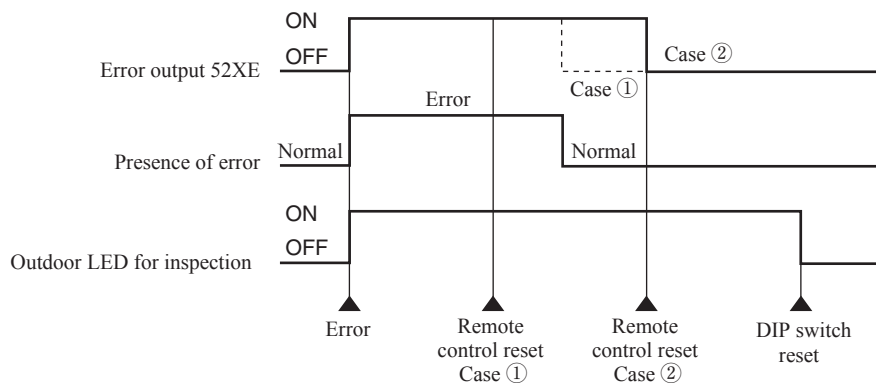 ON
OFF
Error output 52XE
Case ②
Case ①
Error
Normal
Normal
Presence of error
ON
OFF
Outdoor LED for inspection
Error
Remote
control reset
Case ①
Remote
control reset
Case ②
DIP switch
reset